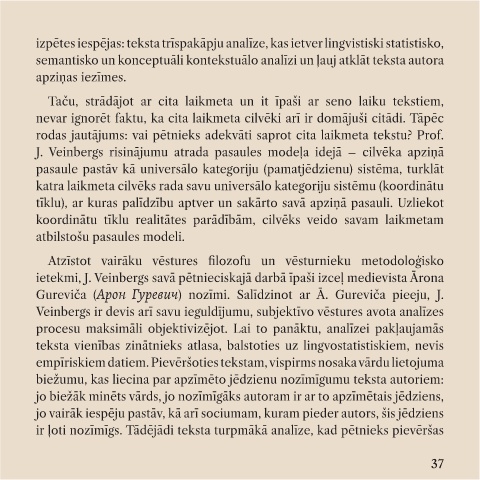 izpētes iespējas: teksta trīspakāpju analīze, kas ietver lingvistiski statistisko,
semantisko un konceptuāli kontekstuālo analīzi un ļauj atklāt teksta autora
apziņas iezīmes.
Taču, strādājot ar cita laikmeta un it īpaši ar seno laiku tekstiem,
nevar ignorēt faktu, ka cita laikmeta cilvēki arī ir domājuši citādi. Tāpēc
rodas jautājums: vai pētnieks adekvāti saprot cita laikmeta tekstu? Prof.
J. Veinbergs risinājumu atrada pasaules modeļa idejā – cilvēka apziņā
pasaule pastāv kā universālo kategoriju (pamatjēdzienu) sistēma, turklāt
katra laikmeta cilvēks rada savu universālo kategoriju sistēmu (koordinātu
tīklu), ar kuras palīdzību aptver un sakārto savā apziņā pasauli. Uzliekot
koordinātu tīklu realitātes parādībām, cilvēks veido savam laikmetam
atbilstošu pasaules modeli.
Atzīstot vairāku vēstures filozofu un vēsturnieku metodoloģisko
ietekmi, J. Veinbergs savā pētnieciskajā darbā īpaši izceļ medievista Ārona
Gureviča (Арон Гуревич) nozīmi. Salīdzinot ar Ā. Gureviča pieeju, J.
Veinbergs ir devis arī savu ieguldījumu, subjektīvo vēstures avota analīzes
procesu maksimāli objektivizējot. Lai to panāktu, analīzei pakļaujamās
teksta vienības zinātnieks atlasa, balstoties uz lingvostatistiskiem, nevis
empīriskiem datiem. Pievēršoties tekstam, vispirms nosaka vārdu lietojuma
biežumu, kas liecina par apzīmēto jēdzienu nozīmīgumu teksta autoriem:
jo biežāk minēts vārds, jo nozīmīgāks autoram ir ar to apzīmētais jēdziens,
jo vairāk iespēju pastāv, kā arī sociumam, kuram pieder autors, šis jēdziens
ir ļoti nozīmīgs. Tādējādi teksta turpmākā analīze, kad pētnieks pievēršas
37